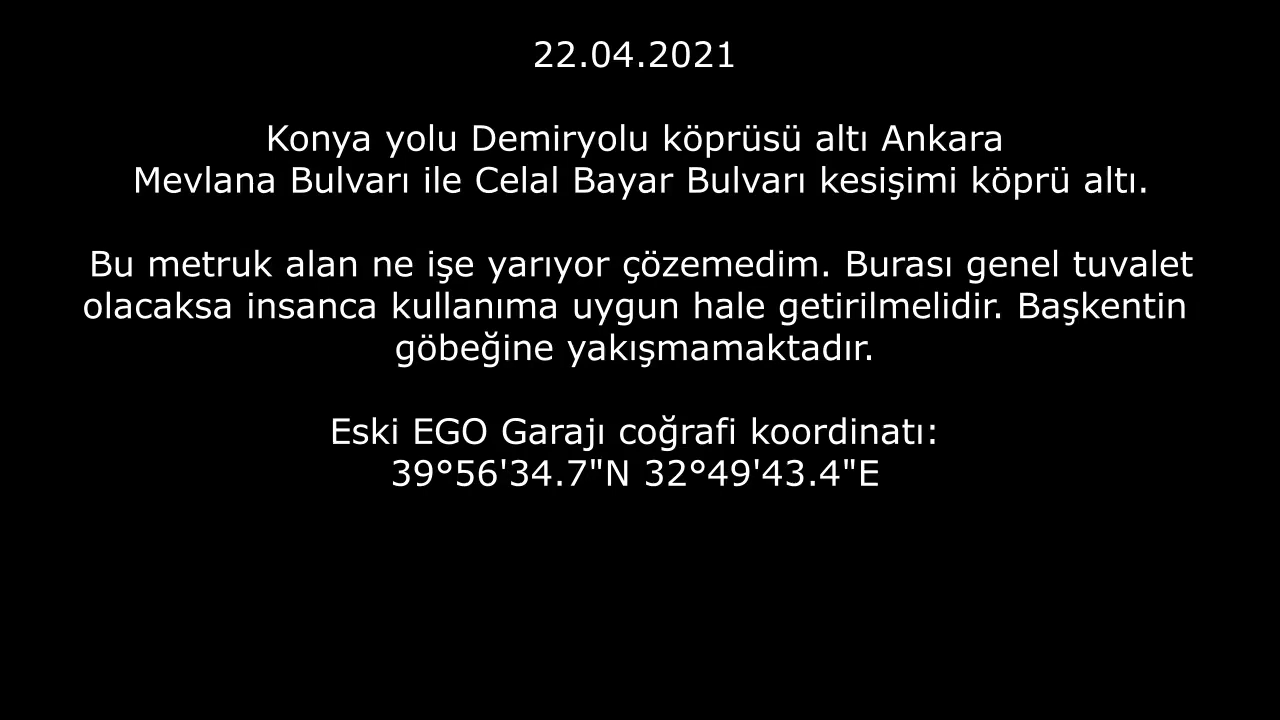 22.04.2021
Konya yolu Demiryolu köprüsü altı Ankara
Mevlana Bulvarı ile Celal Bayar Bulvarı kesişimi köprü altı.
Bu metruk alan ne işe yarıyor çözemedim. Burası genel tuvalet
olacaksa insanca kullanıma uygun hale getirilmelidir. Başkentin
göbeğine yakışmamaktadır.
Eski EGO Garajı coğrafi koordinatı:
39°56'34.7"N 32°49'43.4"E